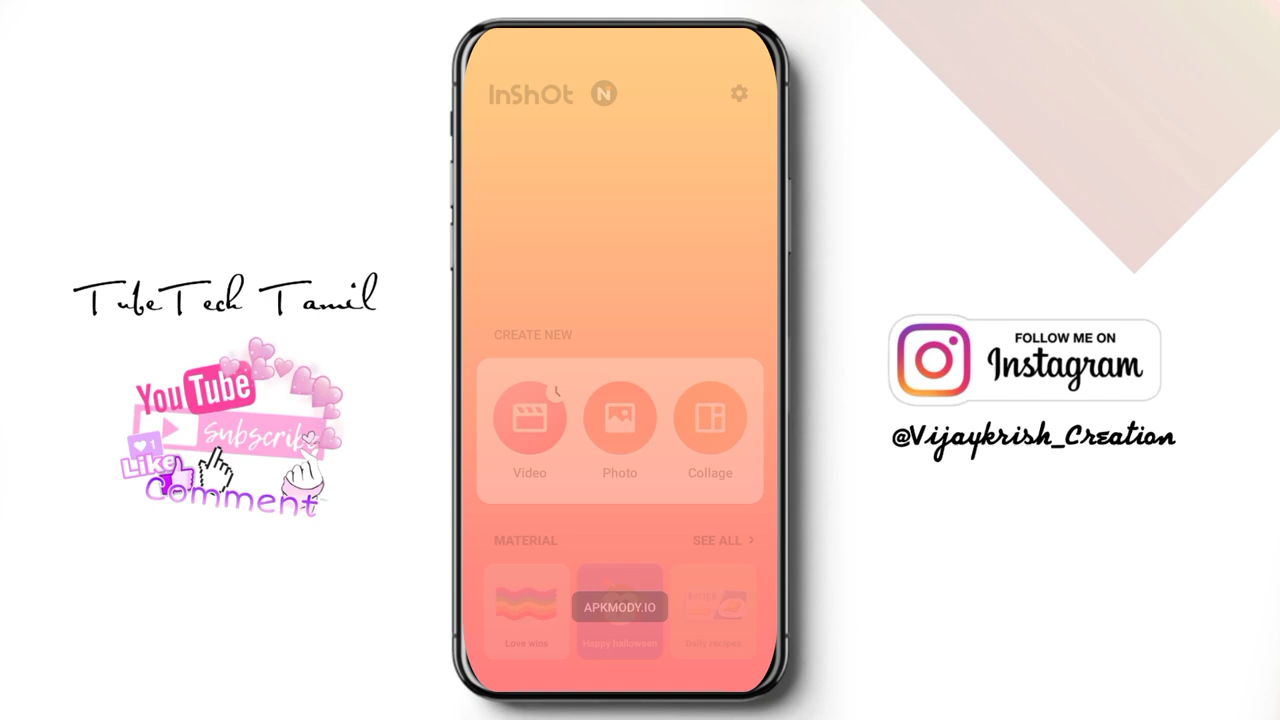 InShOt N
CREATE NEW
Video
Photo
Collage
MATERIAL
SEE ALL
Love wins
Happy halloween
Daily recipes
APKMODY.IO
TubeTech Tamil
YouTube
Subscribe
1
Like
Comment
FOLLOW ME ON
Instagram
@Vijaykrish_Creation